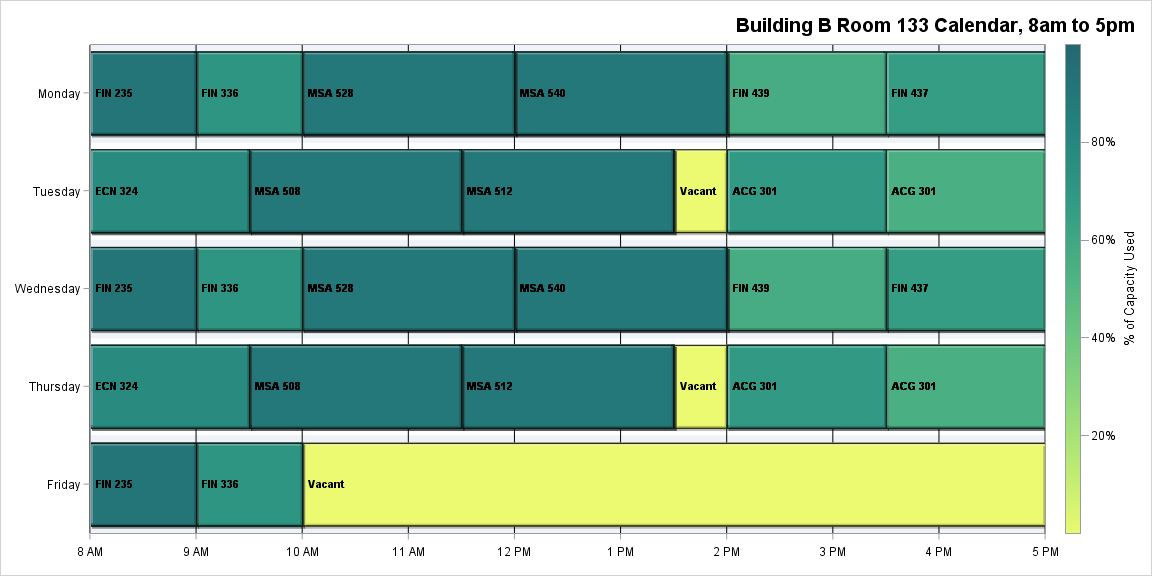 Building B Room 133 Calendar, 8am to 5pm
Monday
FIN 235
FIN 336
MSA 528
MSA 540
FIN 439
FIN 437
Tuesday
ECN 324
MSA 508
MSA 512
Vacant
ACG 301
ACG 301
Wednesday
FIN 235
FIN 336
MSA 528
MSA 540
FIN 439
FIN 437
Thursday
ECN 324
MSA 508
MSA 512
Vacant
ACG 301
ACG 301
Friday
FIN 235
FIN 336
Vacant
8 AM
9 AM
10 AM
11 AM
12 PM
1 PM
2 PM
3 PM
4 PM
5 PM
80%
60%
40%
20%
% of Capacity Used